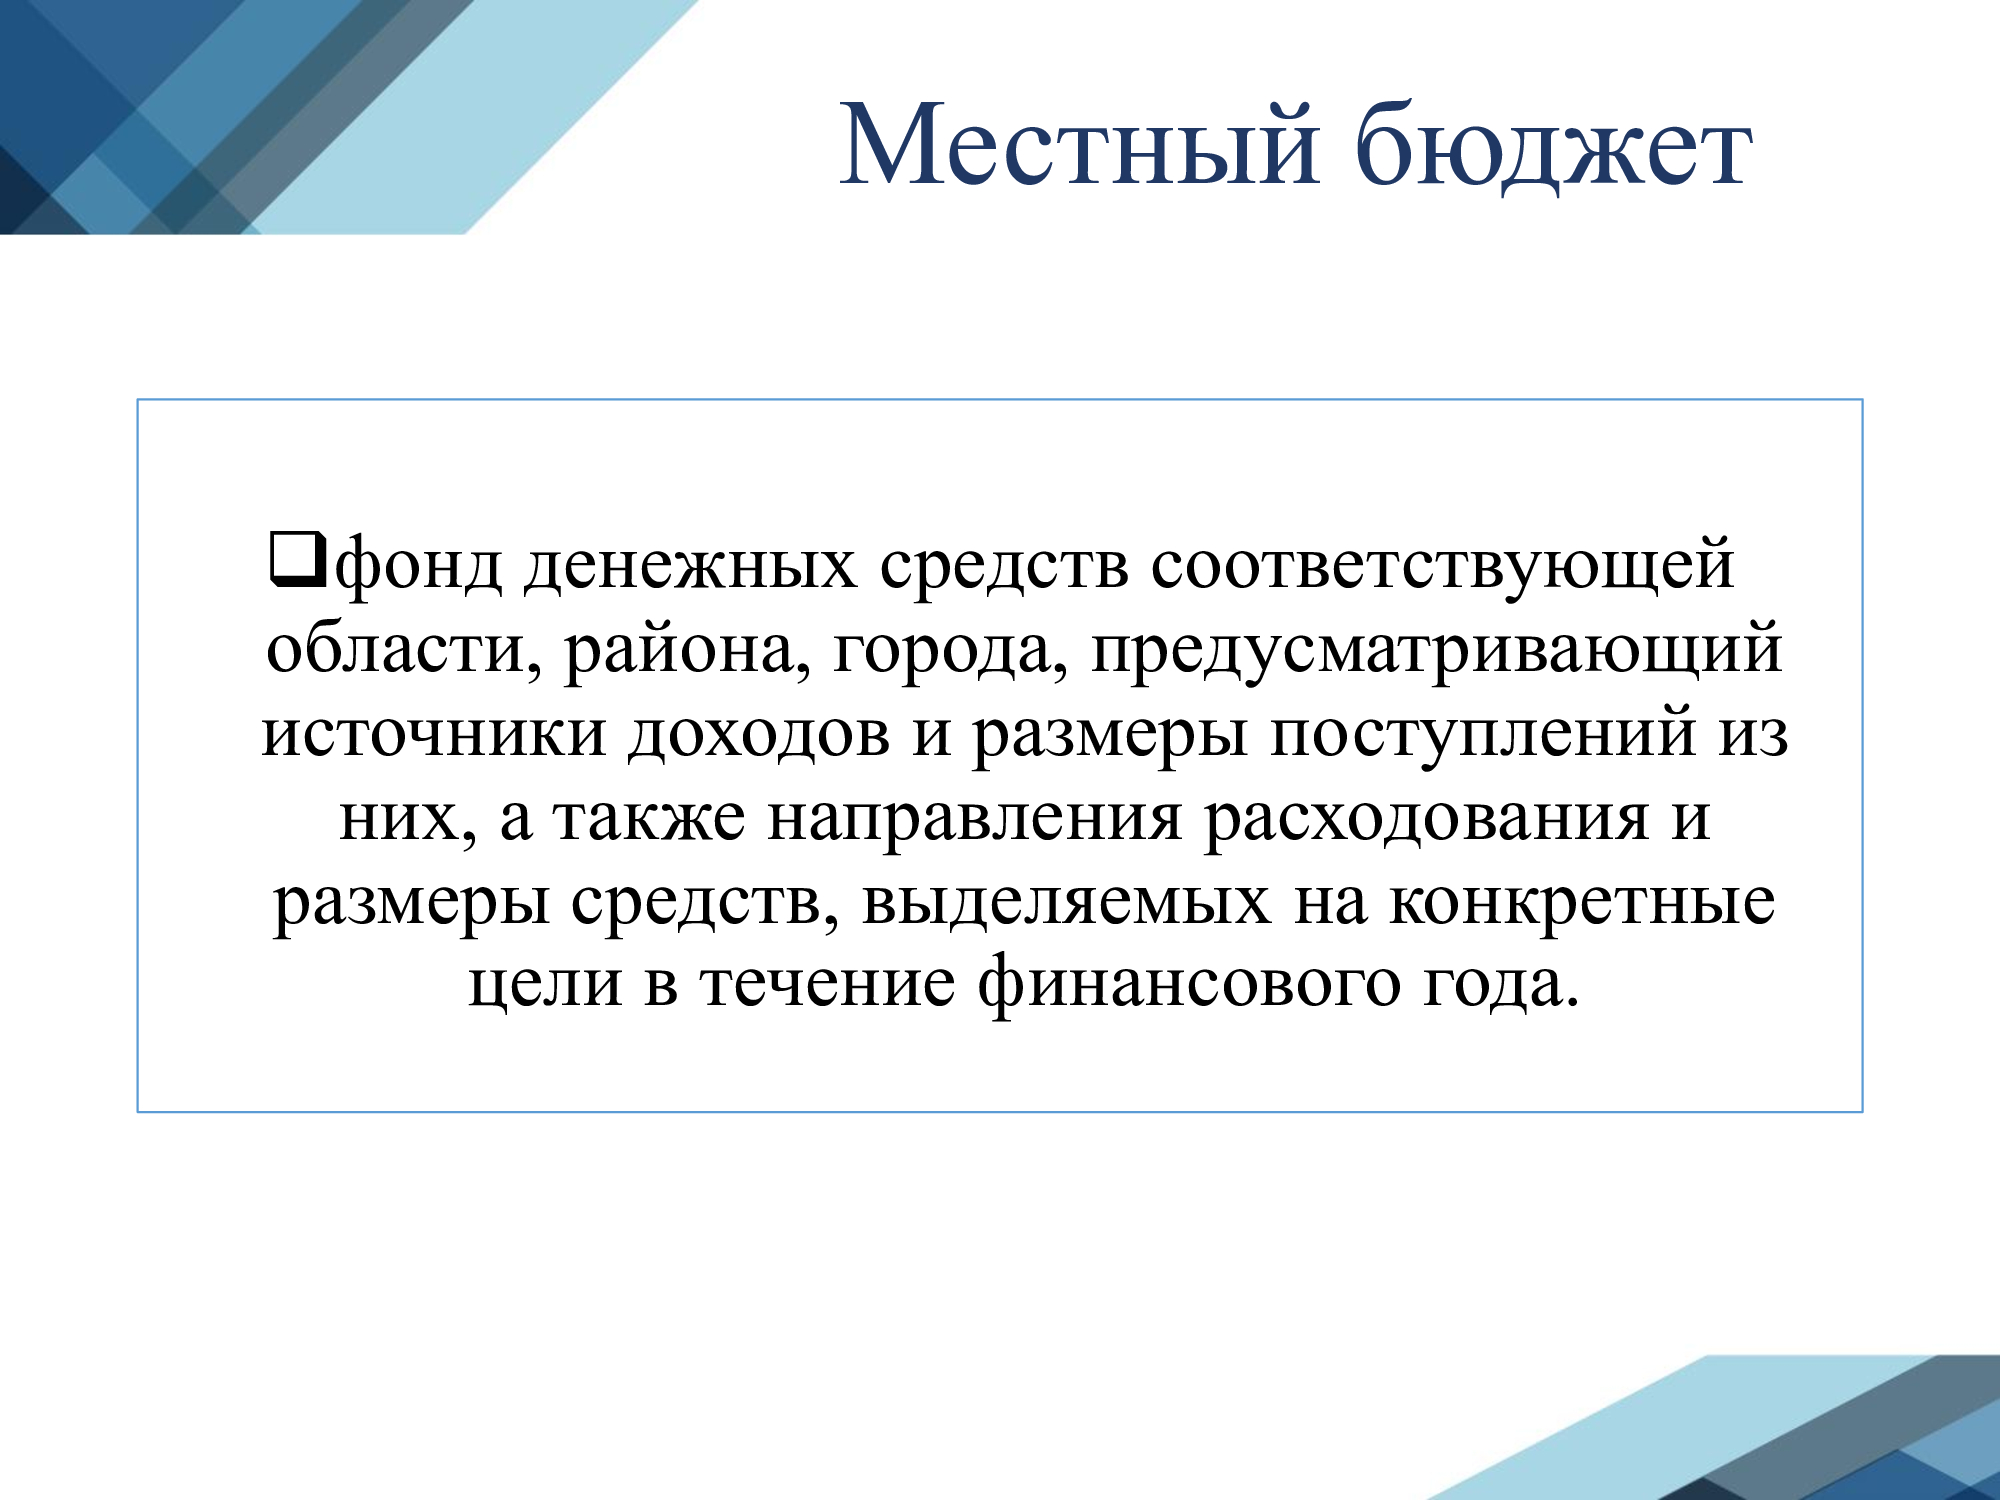 Местный бюджет
❑фонд денежных средств соответствующей
области, района, города, предусматривающий
источники доходов и размеры поступлений из
них, а также направления расходования и
размеры средств, выделяемых на конкретные
цели в течение финансового года.